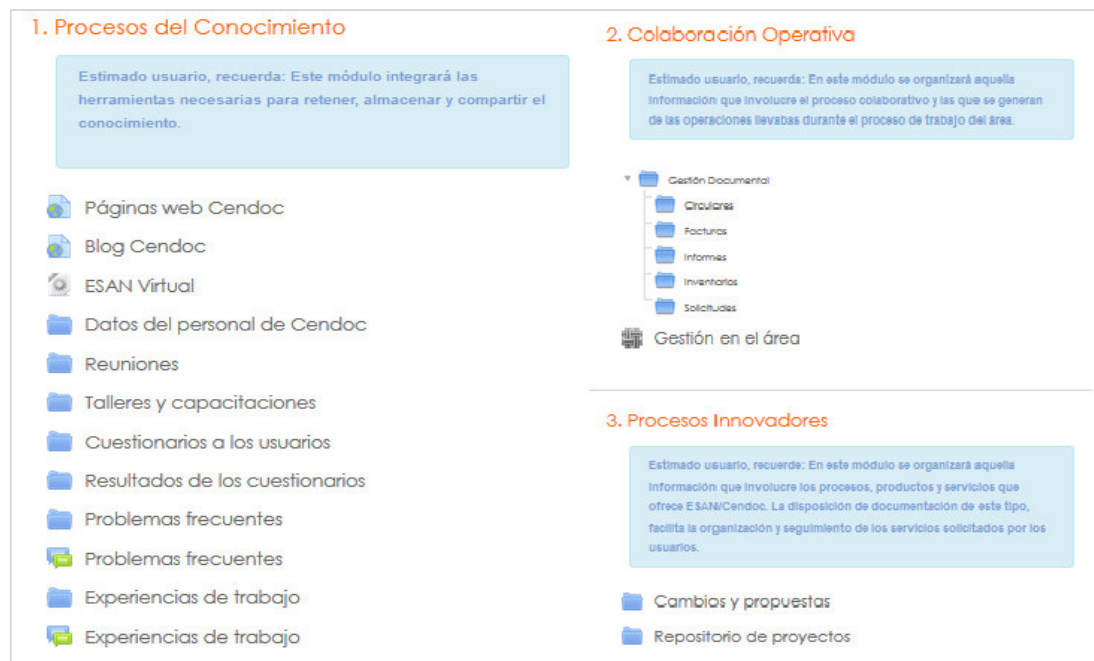 1. Procesos del Conocimiento
Estimado usuario, recuerda: Este módulo integrará las
herramientas necesarias para retener, almacenar y compartir el
conocimiento.
Páginas web Cendoc
Blog Cendoc
ESAN Virtual
Datos del personal de Cendoc
Reuniones
Talleres y capacitaciones
Cuestionarios a los usuarios
Resultados de los cuestionarios
Problemas frecuentes
Problemas frecuentes
Experiencias de trabajo
Experiencias de trabajo
2. Colaboración Operativa
Estimado usuario, recuerda: En este módulo se organizará aquella
información que involucre el proceso colaborativo y las que se generan
de las operaciones llevabas durante el proceso de trabajo del área.
Gestión Documental
Circulares
Facturas
Informes
Inventarios
Solicitudes
Gestión en el área
3. Procesos Innovadores
Estimado usuario, recuerde: En este módulo se organizará aquella
información que involucre los procesos, productos y servicios que
ofrece ESAN/Cendoc. La disposición de documentación de este tipo,
facilita la organización y seguimiento de los servicios solicitados por los
usuarios.
Cambios y propuestas
Repositorio de proyectos